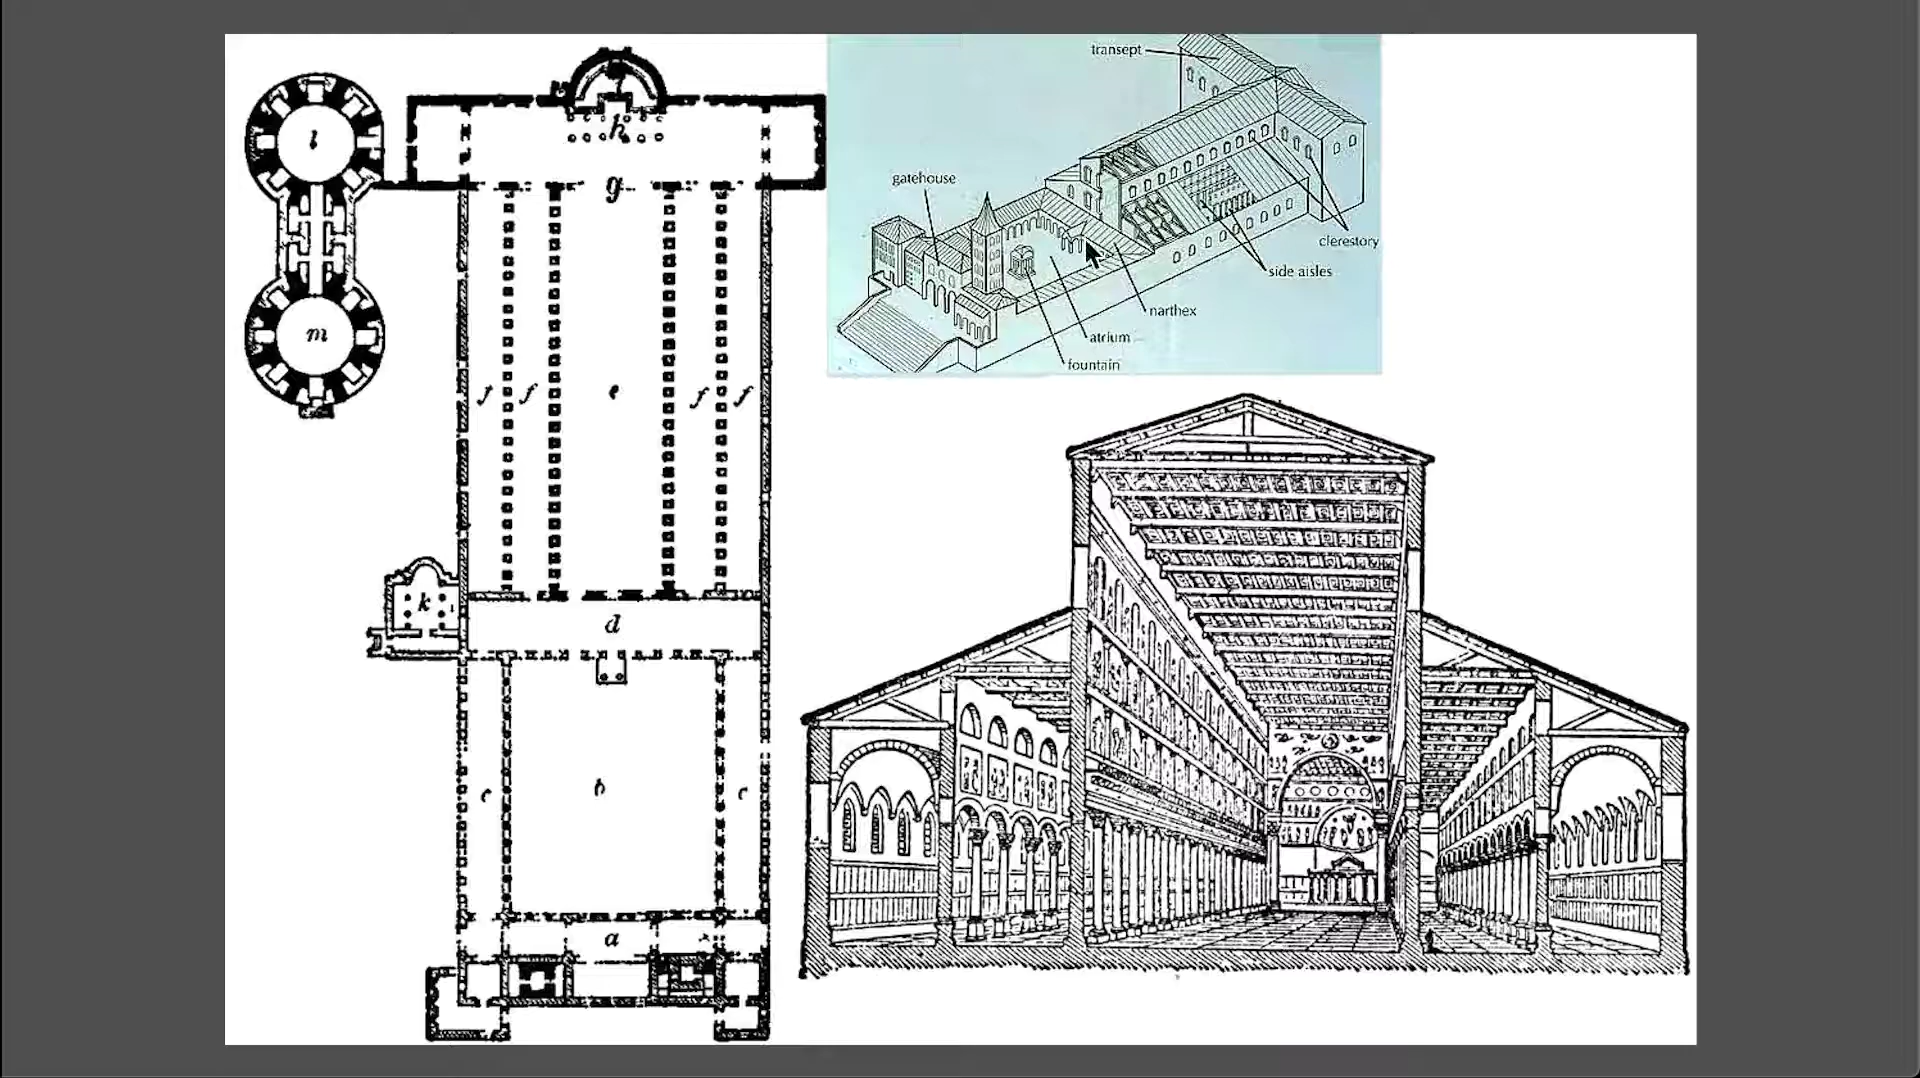 l
h
g
m
f
f
e
f
f
k
d
c
b
c
a
transept
gatehouse
clerestory
side aisles
narthex
atrium
fountain